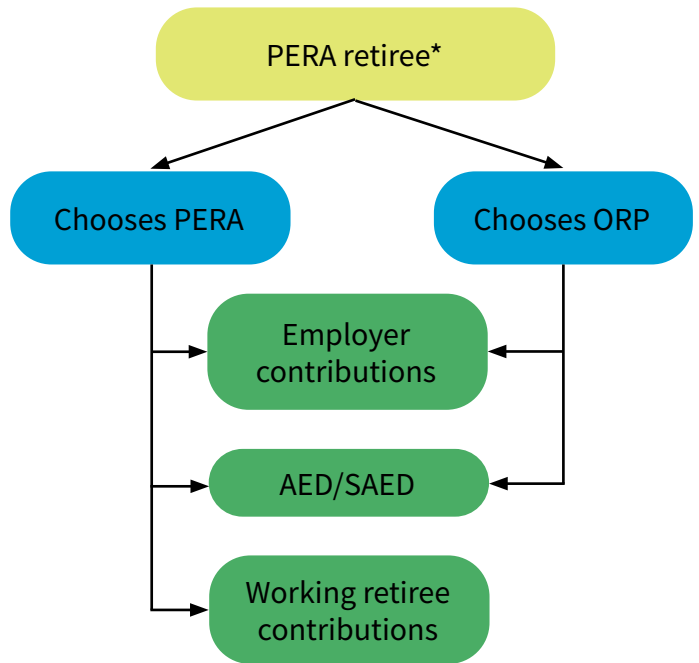 PERA retiree*
Chooses PERA
Chooses ORP
Employer
contributions
AED/SAED
Working retiree
contributions